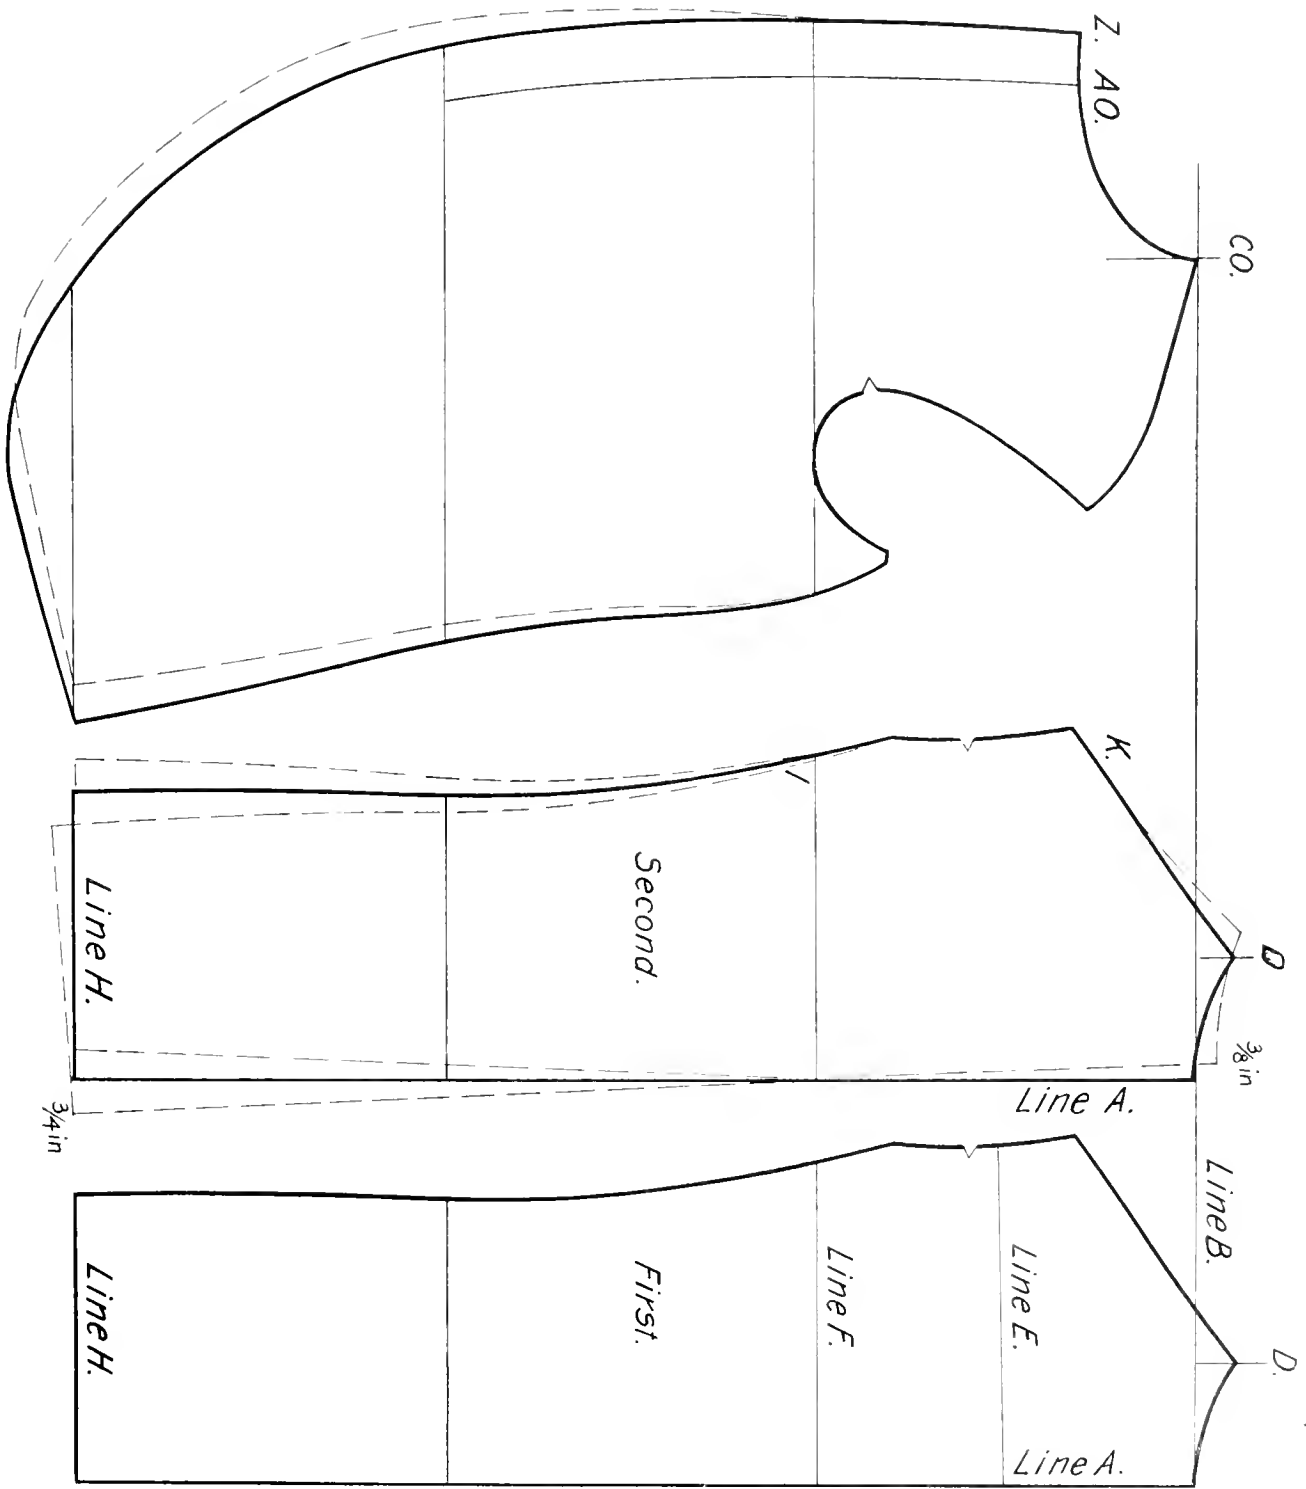 Z.
AO.
CO.
K.
I
O
Second.
Line H.
3/8 in
3/4 in
Line A.
Line B.
D.
Line E.
Line F.
First.
Line H.
Line A.